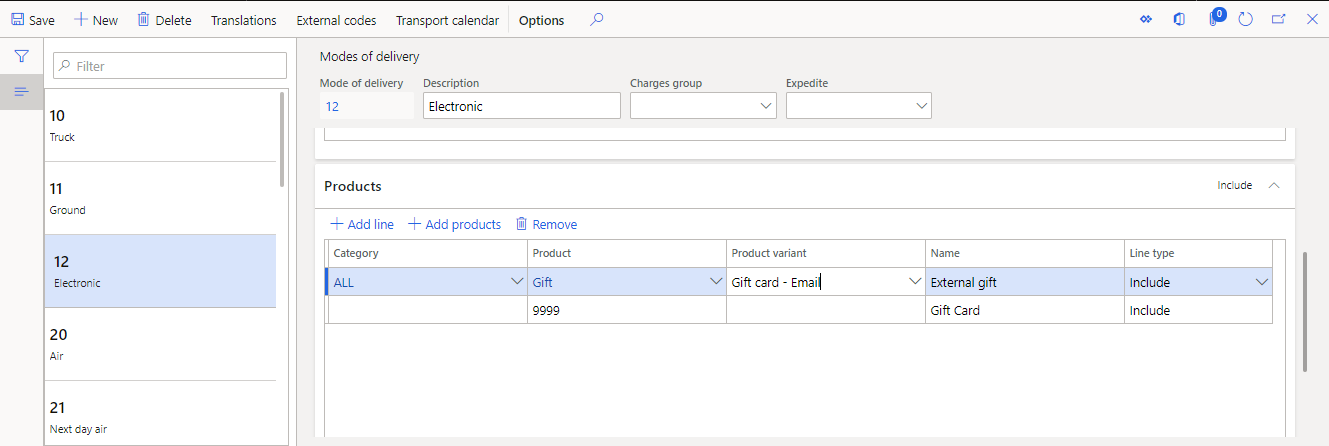 Save New Delete Translations External codes Transport calendar Options 0
Filter
10
Truck
11
Ground
12
Electronic
20
Air
21
Next day air
Modes of delivery
Mode of delivery Description Charges group Expedite
12 Electronic
Products Include
Add line Add products Remove
Category Product Product variant Name Line type
ALL Gift Gift card - Email External gift Include
9999 Gift Card Include